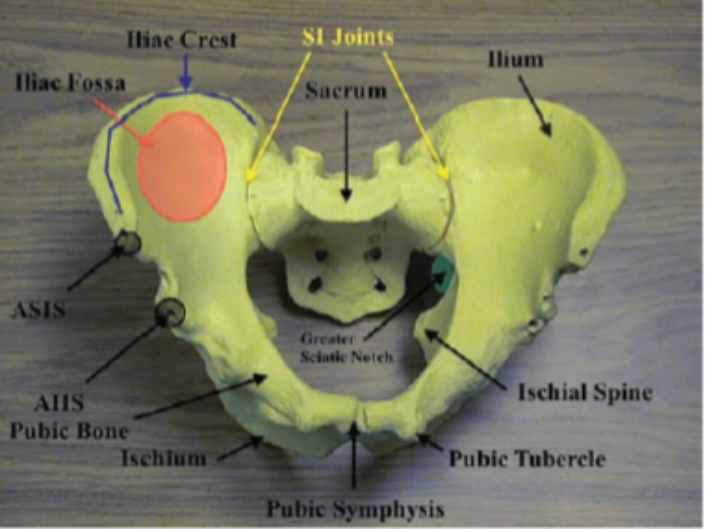 Iliac Crest
SI Joints
Ilium
Iliac Fossa
Sacrum
ASIS
Greater
Sciatic Notch
AIIS
Pubic Bone
Ischial Spine
Ischium
Pubic Tubercle
Pubic Symphysis